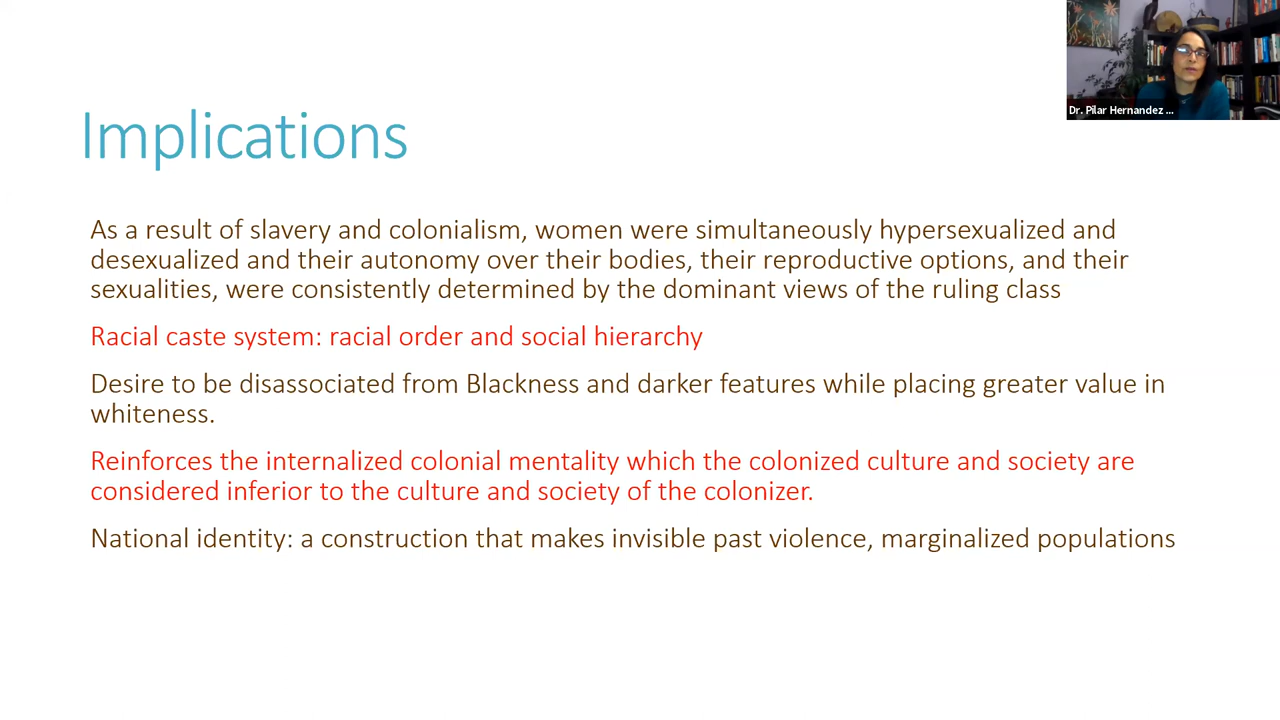 Dr. Pilar Hernandez ...
Implications
As a result of slavery and colonialism, women were simultaneously hypersexualized and
desexualized and their autonomy over their bodies, their reproductive options, and their
sexualities, were consistently determined by the dominant views of the ruling class
Racial caste system: racial order and social hierarchy
Desire to be disassociated from Blackness and darker features while placing greater value in
whiteness.
Reinforces the internalized colonial mentality which the colonized culture and society are
considered inferior to the culture and society of the colonizer.
National identity: a construction that makes invisible past violence, marginalized populations